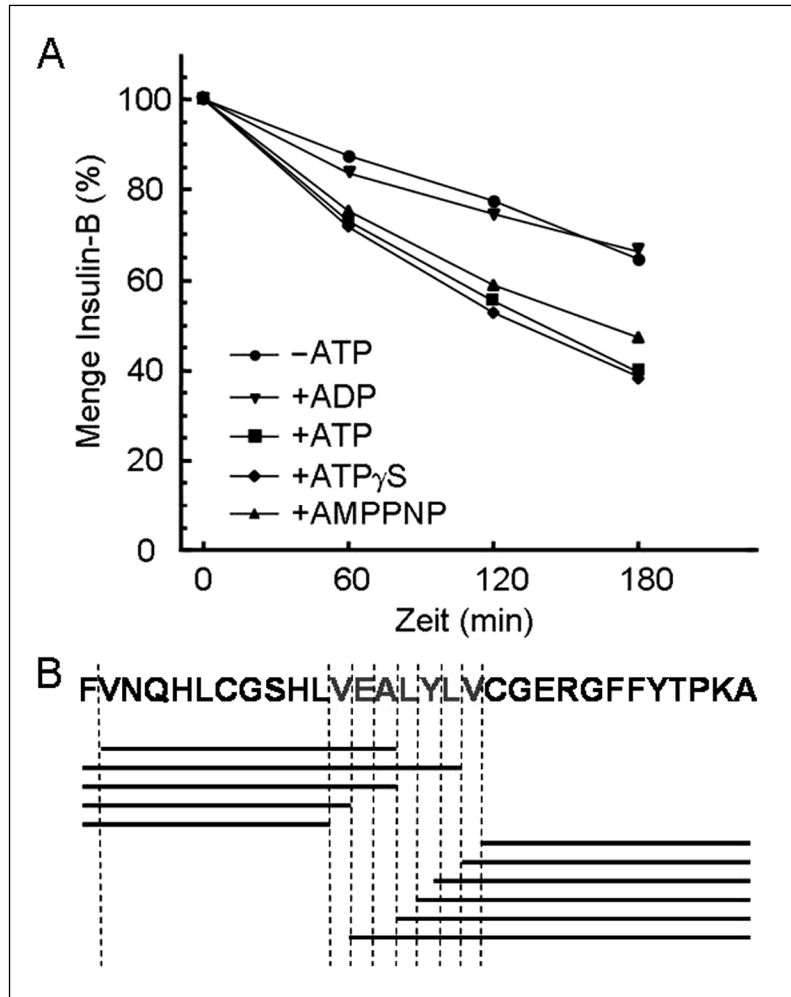 A
Menge Insulin-B (%)
100
80
60
40
20
0
–ATP
+ADP
+ATP
+ATPγS
+AMPPNP
0 60 120 180
Zeit (min)
B
FVNQHLCGSHLVEALYLVCGERGFFYTPKA